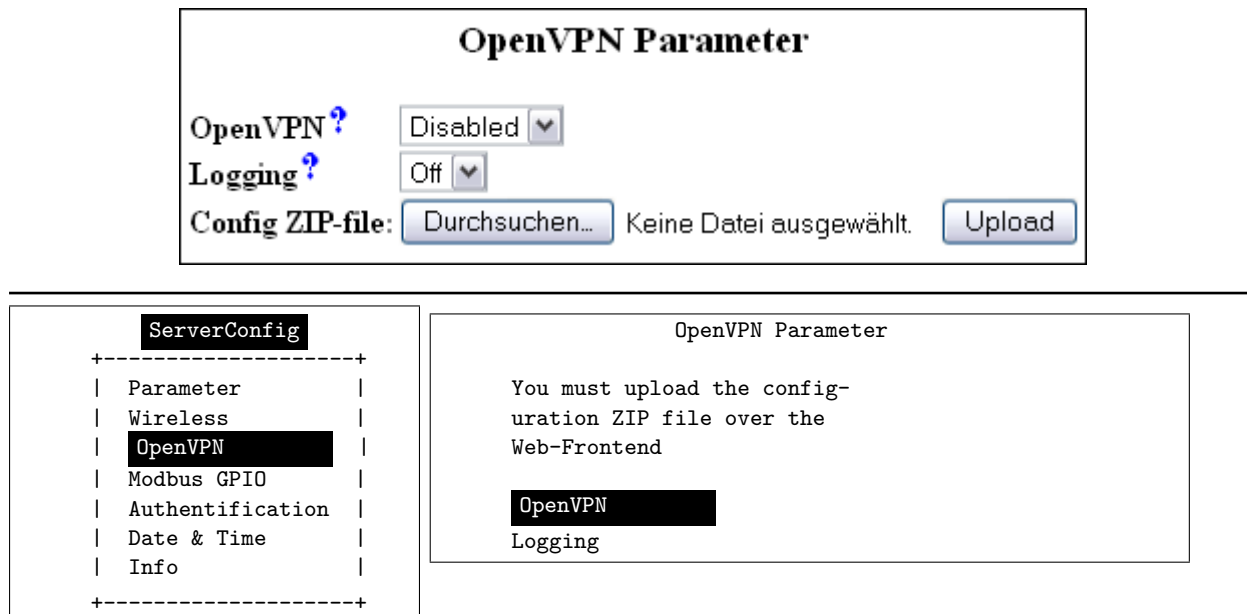 OpenVPN Parameter
OpenVPN ? Disabled
Logging ? Off
Config ZIP-file: Durchsuchen... Keine Datei ausgewählt. Upload
ServerConfig
+--------------------+
| Parameter |
| Wireless |
| OpenVPN |
| Modbus GPIO |
| Authentification |
| Date & Time |
| Info |
+--------------------+
OpenVPN Parameter
You must upload the config-
uration ZIP file over the
Web-Frontend
OpenVPN
Logging